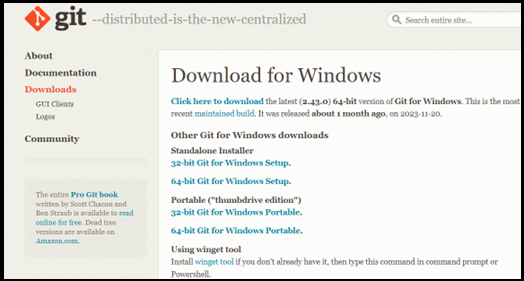 git --distributed-is-the-new-centralized
Search entire site...
About
Documentation
Downloads
GUI Clients
Logos
Community
The entire Pro Git book
written by Scott Chacon and
Ben Straub is available to read
online for free. Dead tree
versions are available on
Amazon.com.
Download for Windows
Click here to download the latest (2.43.0) 64-bit version of Git for Windows. This is the most
recent maintained build. It was released about 1 month ago, on 2023-11-20.
Other Git for Windows downloads
Standalone Installer
32-bit Git for Windows Setup.
64-bit Git for Windows Setup.
Portable ("thumbdrive edition")
32-bit Git for Windows Portable.
64-bit Git for Windows Portable.
Using winget tool
Install winget tool if you don't already have it, then type this command in command prompt or
Powershell.